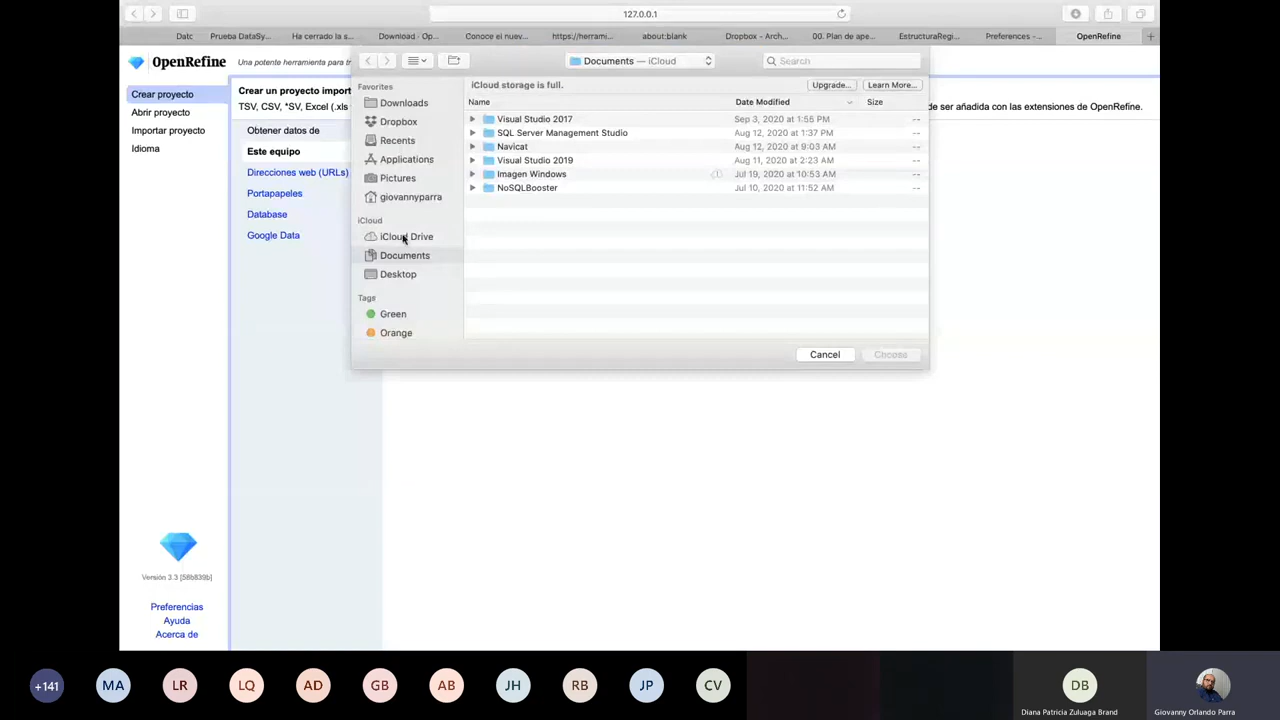 127.0.0.1
Datc
Prueba DataSy...
Ha cerrado la s...
Download - Op...
Conoce el nuev...
https://herrami...
about:blank
Dropbox - Arch...
00. Plan de ape...
EstructuraRegi...
Preferences -...
OpenRefine
OpenRefine
Una potente herramienta para tr
Crear proyecto
Abrir proyecto
Importar proyecto
Idioma
Crear un proyecto import
TSV, CSV, *SV, Excel (.xls
de ser añadida con las extensiones de OpenRefine.
Obtener datos de
Este equipo
Direcciones web (URLs)
Portapapeles
Database
Google Data
Documents — iCloud
Search
Favorites
Downloads
Dropbox
Recents
Applications
Pictures
giovannyparra
iCloud
iCloud Drive
Documents
Desktop
Tags
Green
Orange
iCloud storage is full.
Upgrade...
Learn More...
Name
Date Modified
Size
Visual Studio 2017
Sep 3, 2020 at 1:56 PM
--
SQL Server Management Studio
Aug 12, 2020 at 1:37 PM
--
Navicat
Aug 12, 2020 at 9:03 AM
--
Visual Studio 2019
Aug 11, 2020 at 2:23 AM
--
Imagen Windows
Jul 19, 2020 at 10:53 AM
--
NoSQLBooster
Jul 10, 2020 at 11:52 AM
--
Cancel
Choose
Versión 3.3 [58b839b]
Preferencias
Ayuda
Acerca de
+141
MA
LR
LQ
AD
GB
AB
JH
RB
JP
CV
DB
Diana Patricia Zuluaga Brand
Giovanny Orlando Parra